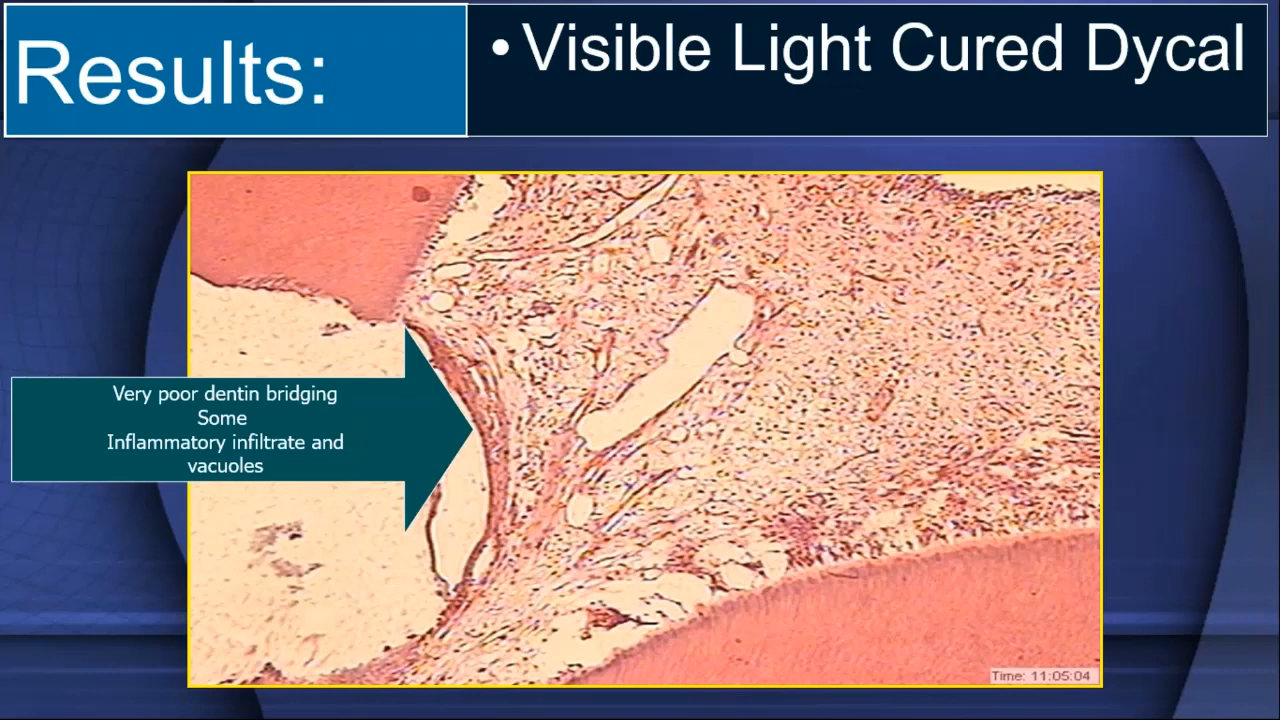 Results:
• Visible Light Cured Dycal
Very poor dentin bridging
Some
Inflammatory infiltrate and
vacuoles
Time: 11:05:04